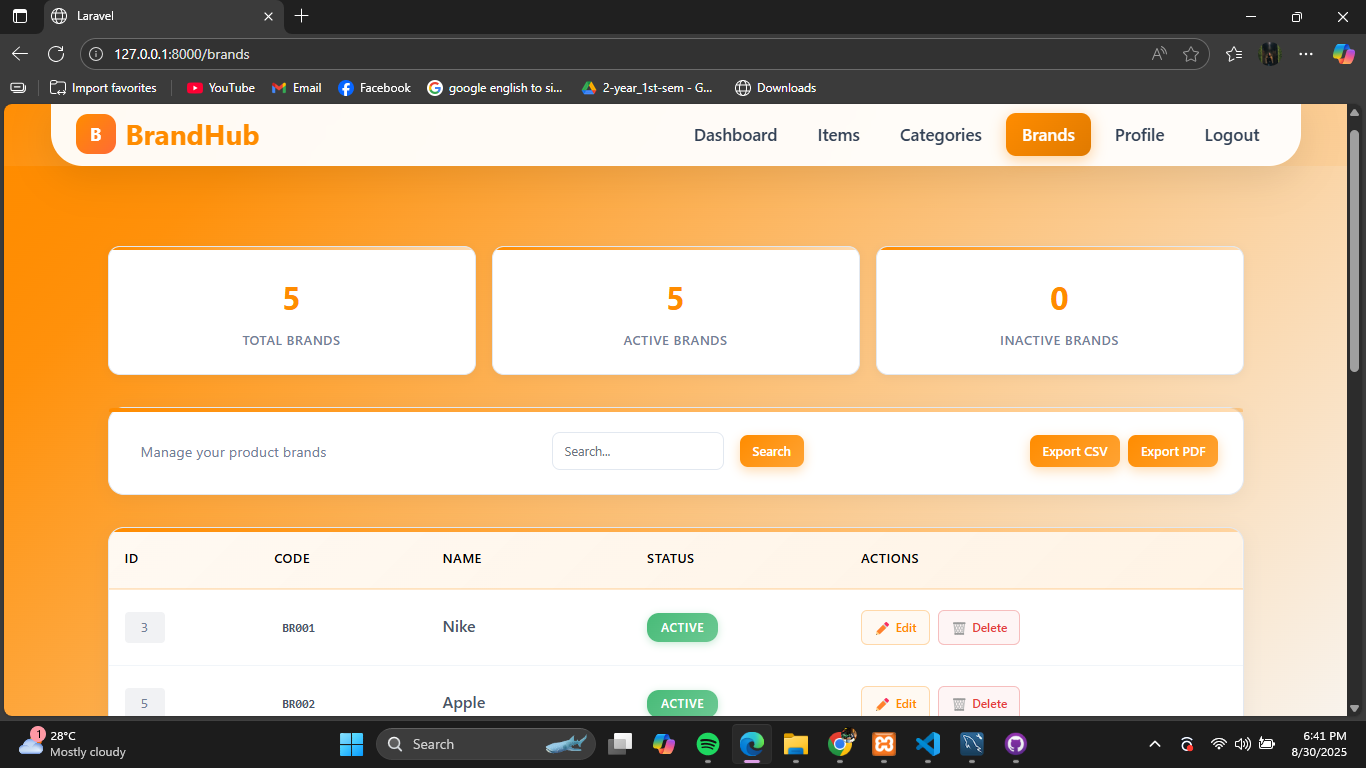 Laravel
127.0.0.1:8000/brands
Import favorites YouTube Email Facebook google english to si... 2-year_1st-sem - G... Downloads
B BrandHub Dashboard Items Categories Brands Profile Logout
5 5 0
TOTAL BRANDS ACTIVE BRANDS INACTIVE BRANDS
Manage your product brands Search... Search Export CSV Export PDF
ID CODE NAME STATUS ACTIONS
3 BR001 Nike ACTIVE Edit Delete
5 BR002 Apple ACTIVE Edit Delete
1 28°C Search 6:41 PM
Mostly cloudy 8/30/2025